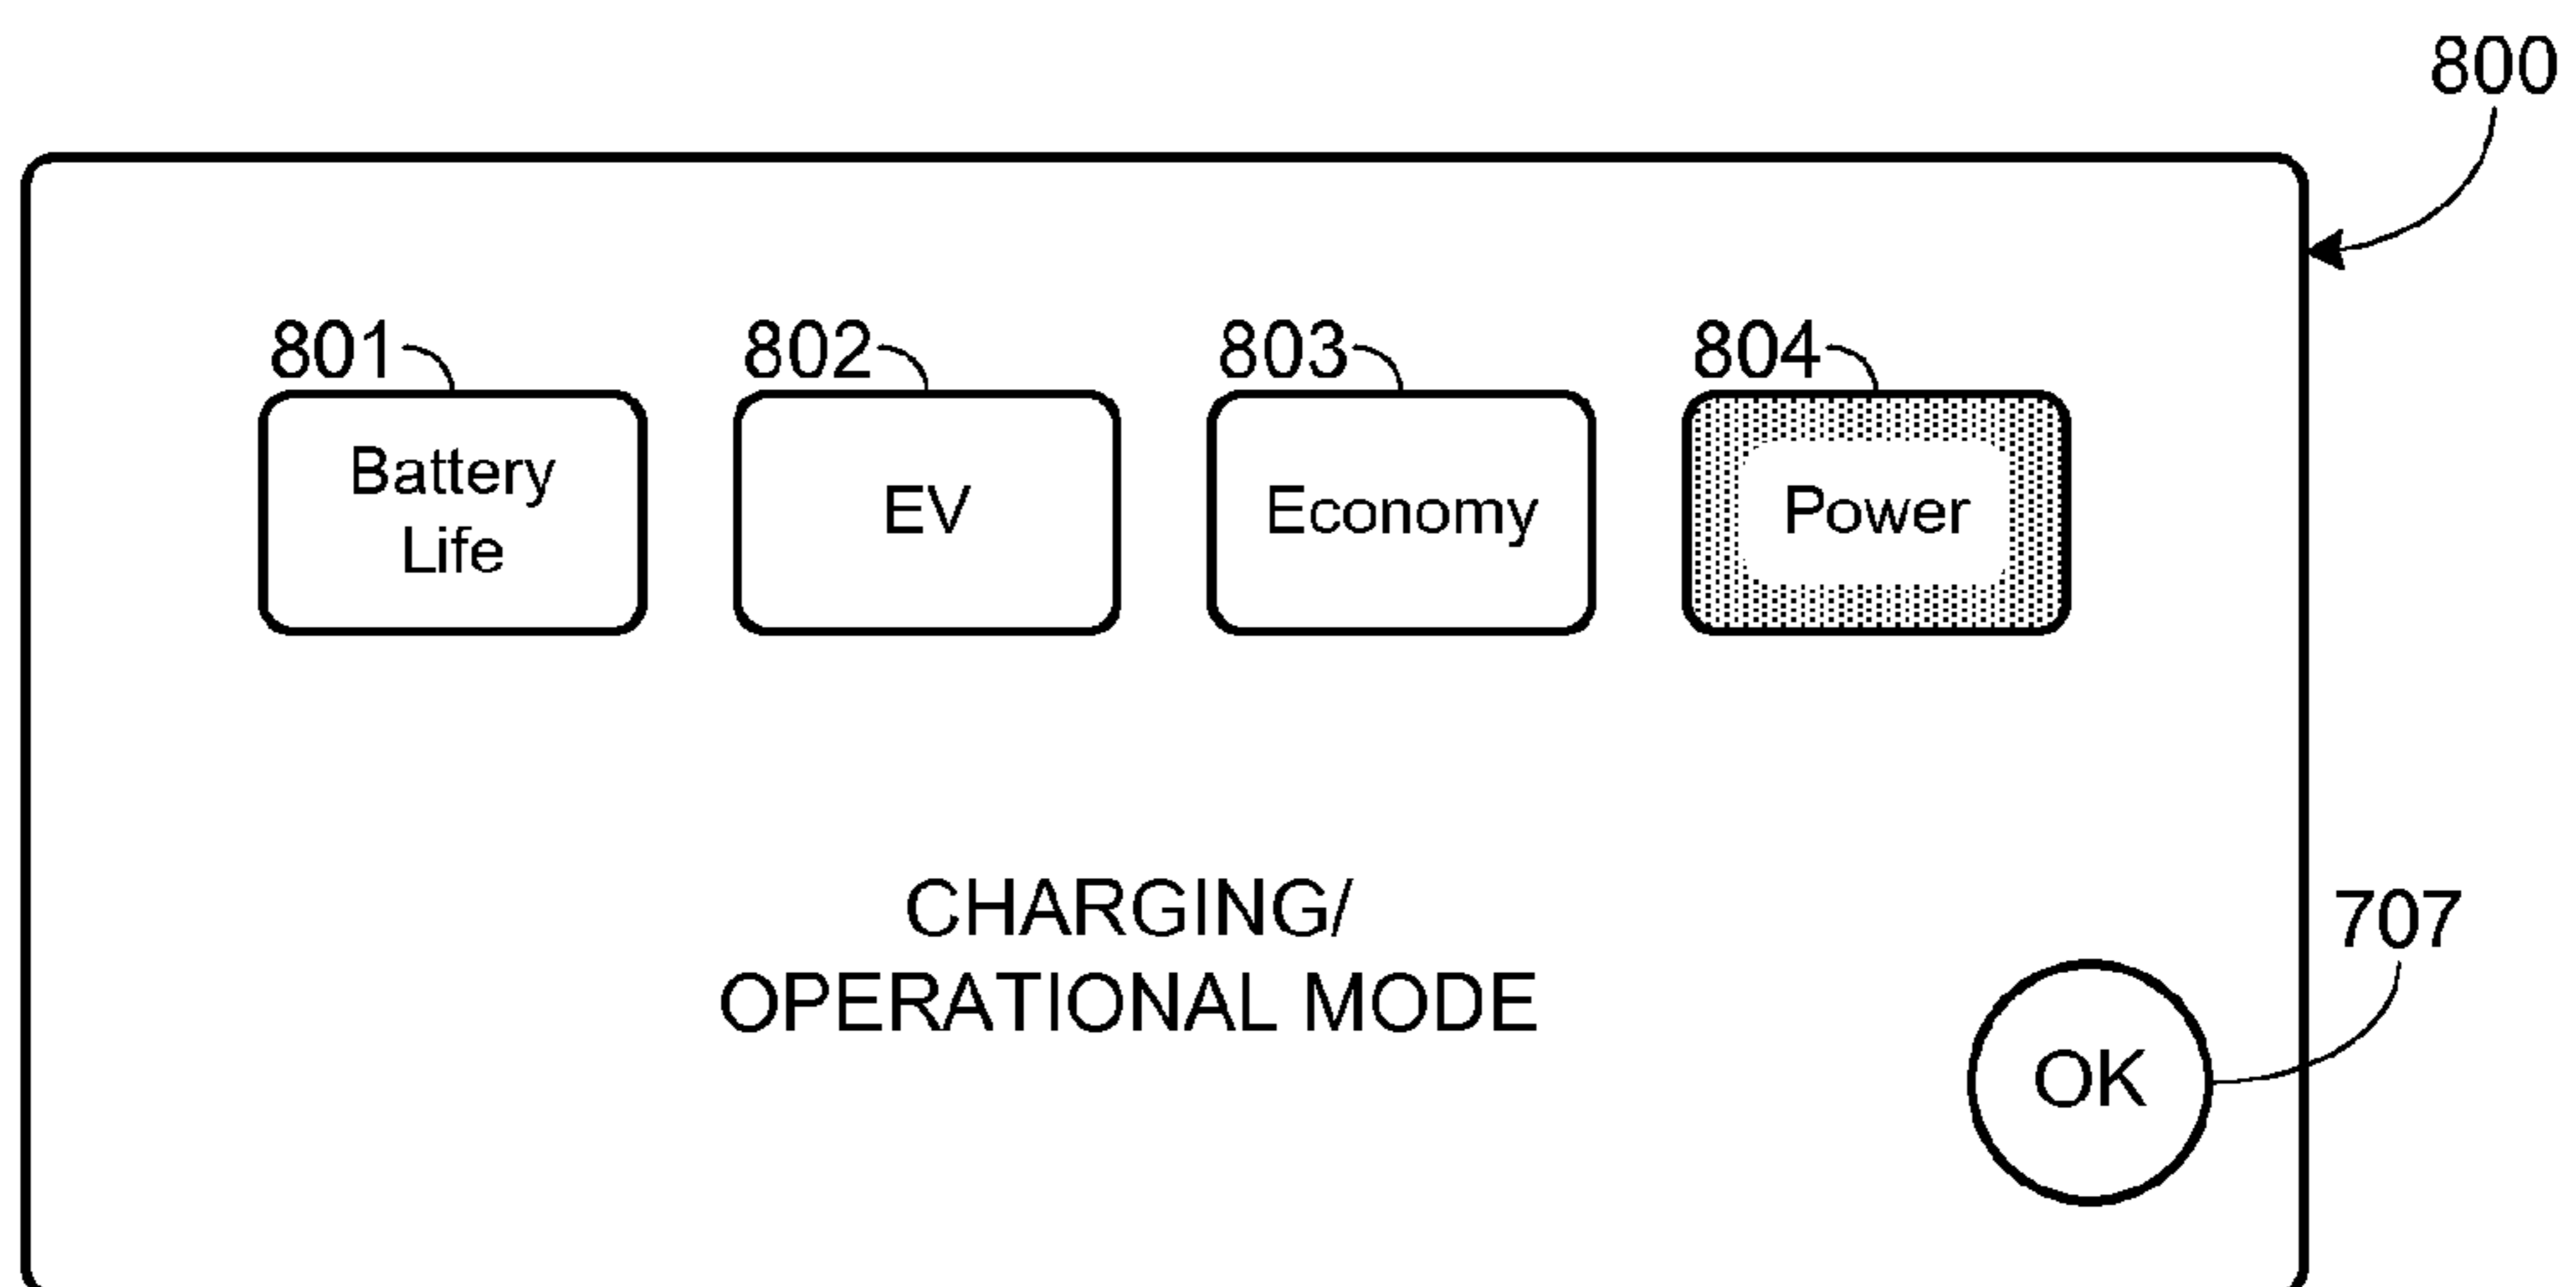 800
801
802
803
804
Battery
Life
EV
Economy
Power
CHARGING/
OPERATIONAL MODE
707
OK